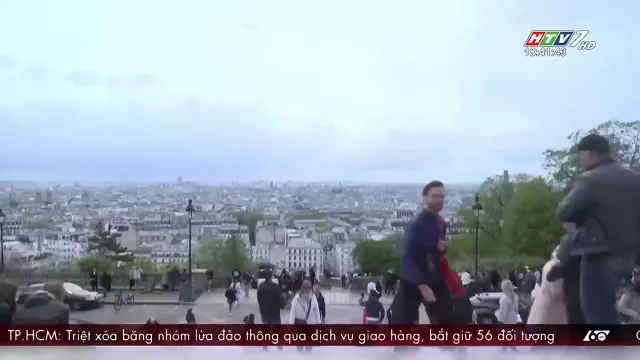 HTV7 HD
18:41:43
TP.HCM: Triệt xóa băng nhóm lừa đảo thông qua dịch vụ giao hàng, bắt giữ 56 đối tượng